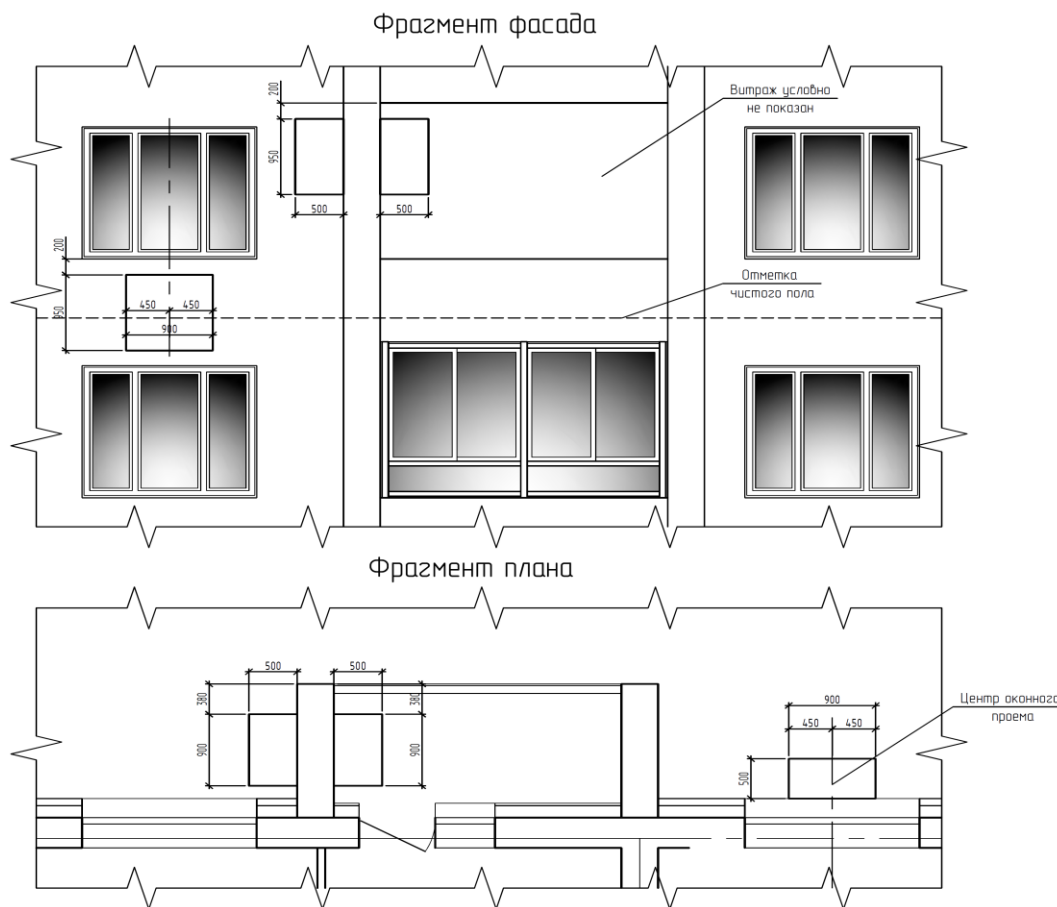 Фрагмент фасада
Витраж условно
не показан
200
950
500
500
200
950
450
450
900
Отметка
чистого пола
Фрагмент плана
500
500
380
380
900
900
900
450
450
500
Центр оконного
проема